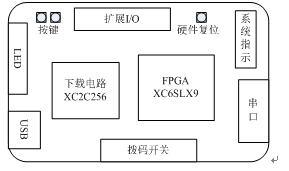 按键
扩展I/O
硬件复位
系统指示
LED
下载电路
XC2C256
FPGA
XC6SLX9
串口
USB
拨码开关